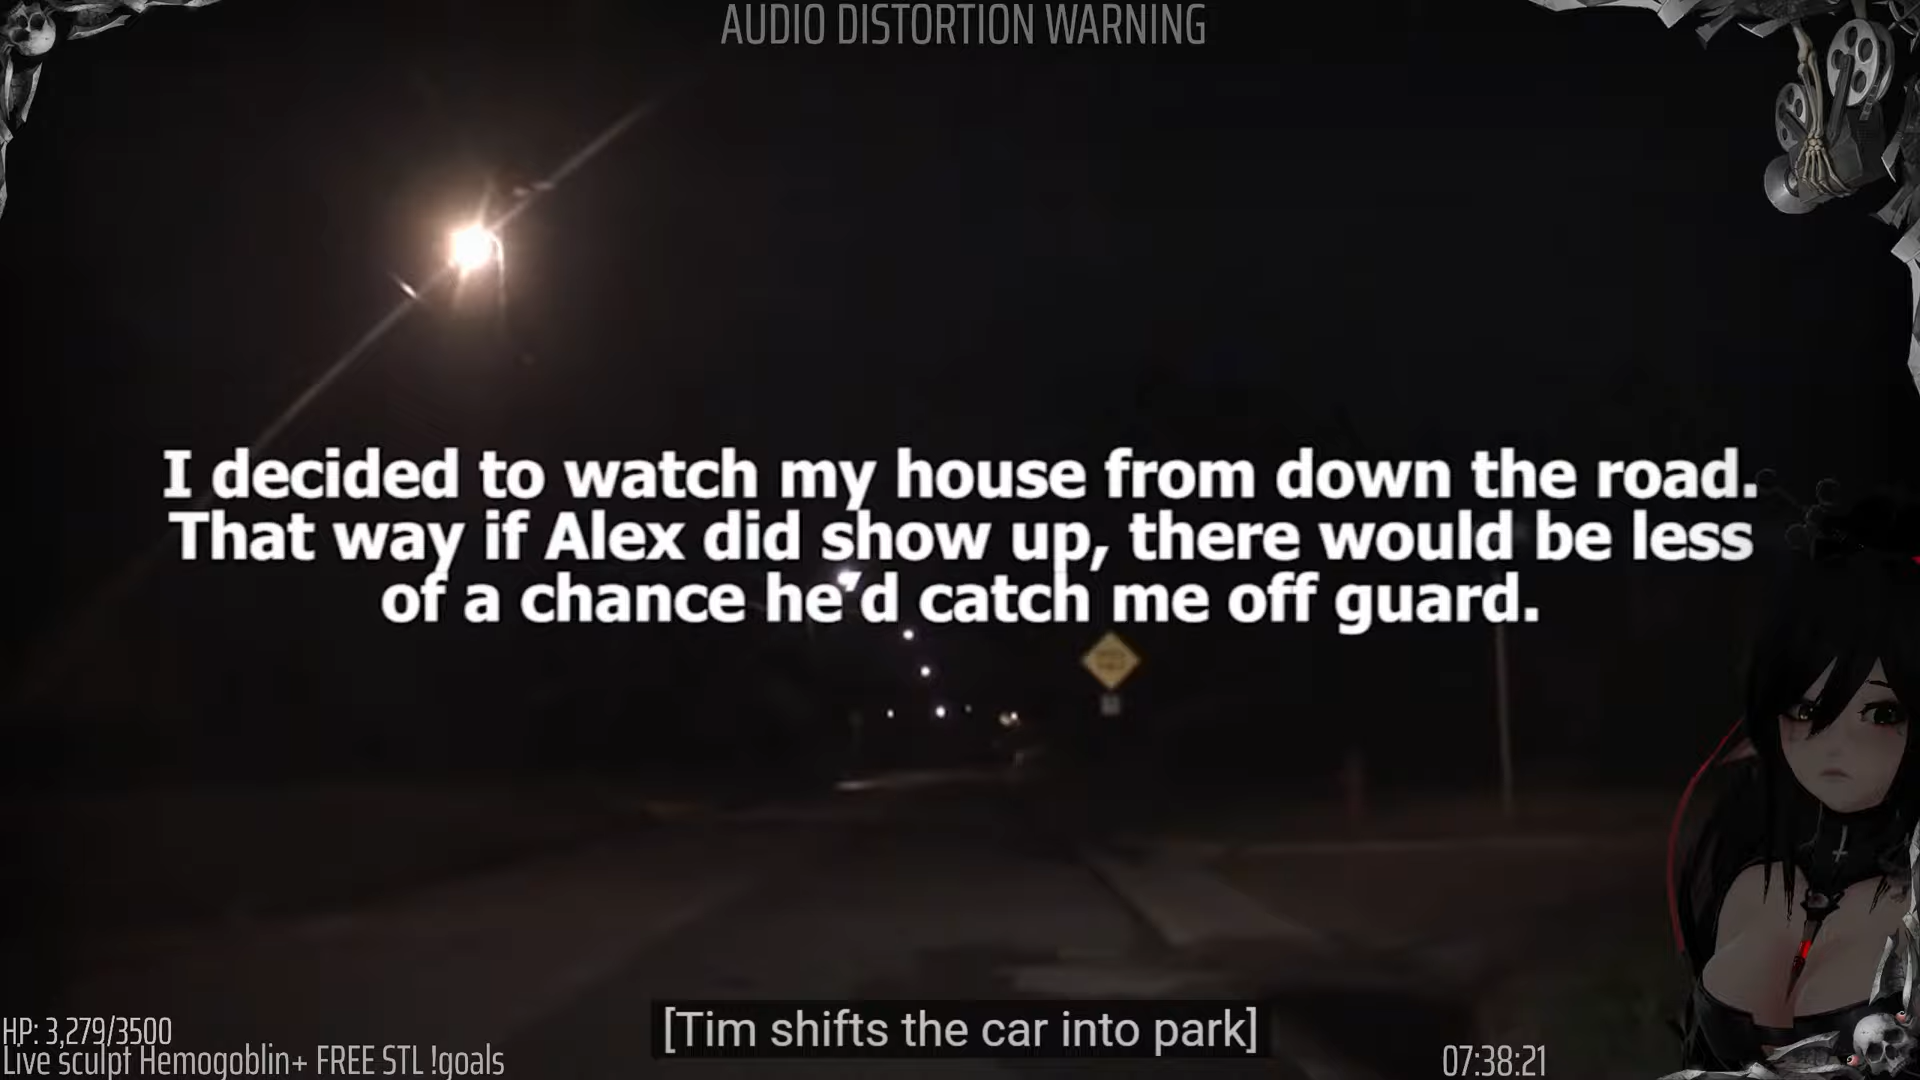 AUDIO DISTORTION WARNING
I decided to watch my house from down the road.
That way if Alex did show up, there would be less
of a chance he'd catch me off guard.
[Tim shifts the car into park]
HP: 3,279/3500
Live sculpt Hemogoblin+ FREE STL !goals
07:38:21